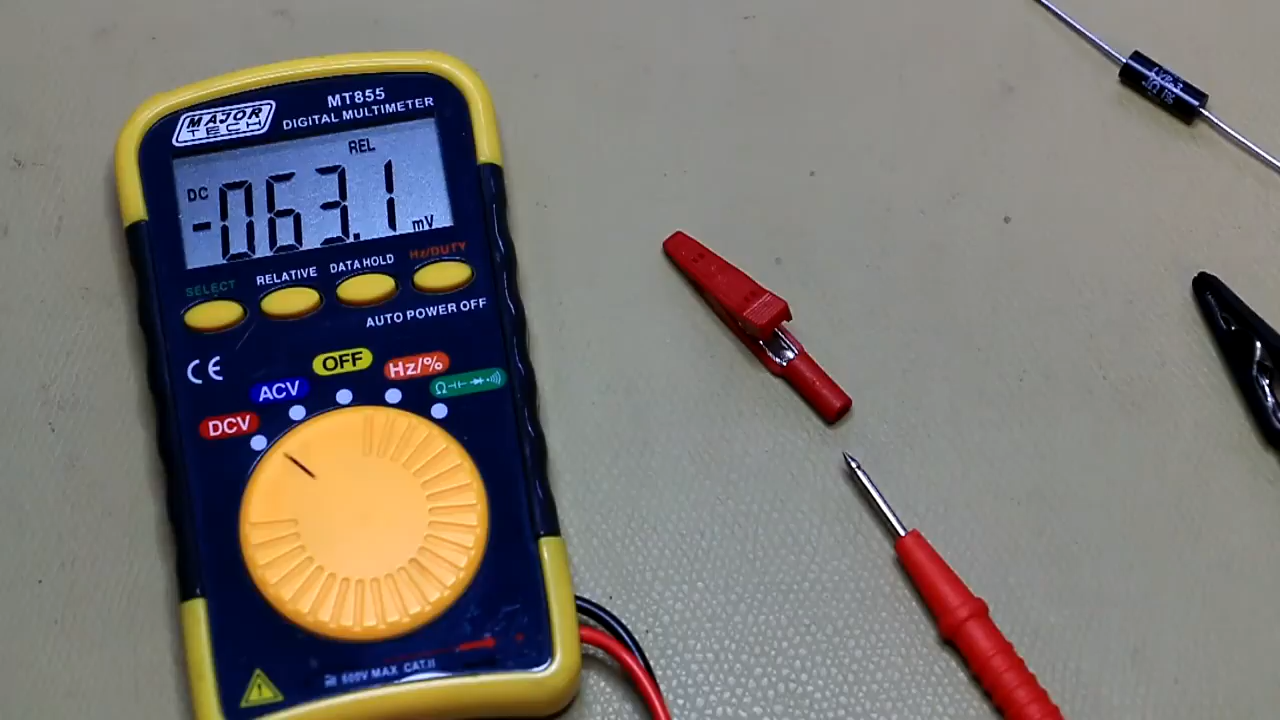 MT855
MAJOR
TECH
DIGITAL MULTIMETER
REL
DC
-063.1
mV
SELECT
RELATIVE
DATA HOLD
Hz/DUTY
AUTO POWER OFF
CE
OFF
Hz/%
ACV
Ω
DCV
600V MAX CAT.II